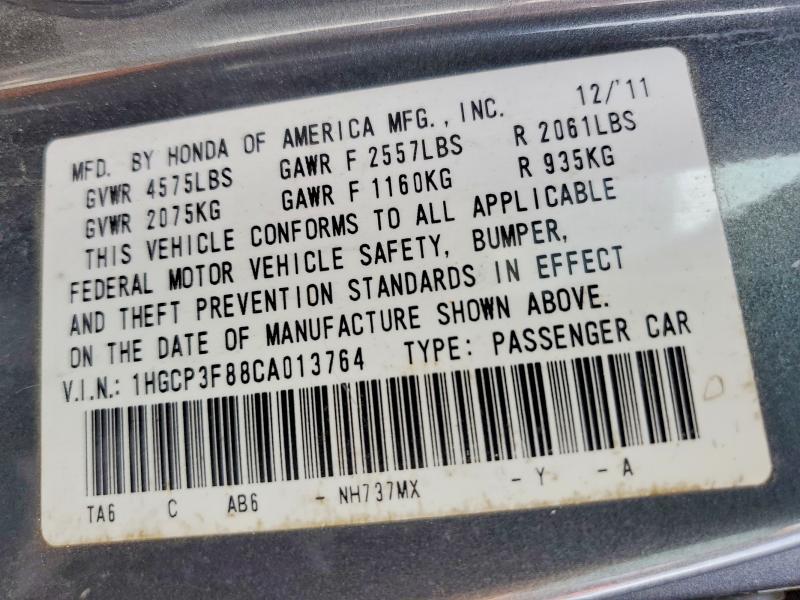 MFD. BY HONDA OF AMERICA MFG., INC. 12/'11
GVWR 4575LBS GAWR F 2557LBS R 2061LBS
GVWR 2075KG GAWR F 1160KG R 935KG
THIS VEHICLE CONFORMS TO ALL APPLICABLE
FEDERAL MOTOR VEHICLE SAFETY, BUMPER,
AND THEFT PREVENTION STANDARDS IN EFFECT
ON THE DATE OF MANUFACTURE SHOWN ABOVE.
V.I.N.: 1HGCP3F88CA013764 TYPE: PASSENGER CAR
TA6 C AB6 - NH737MX - Y - A